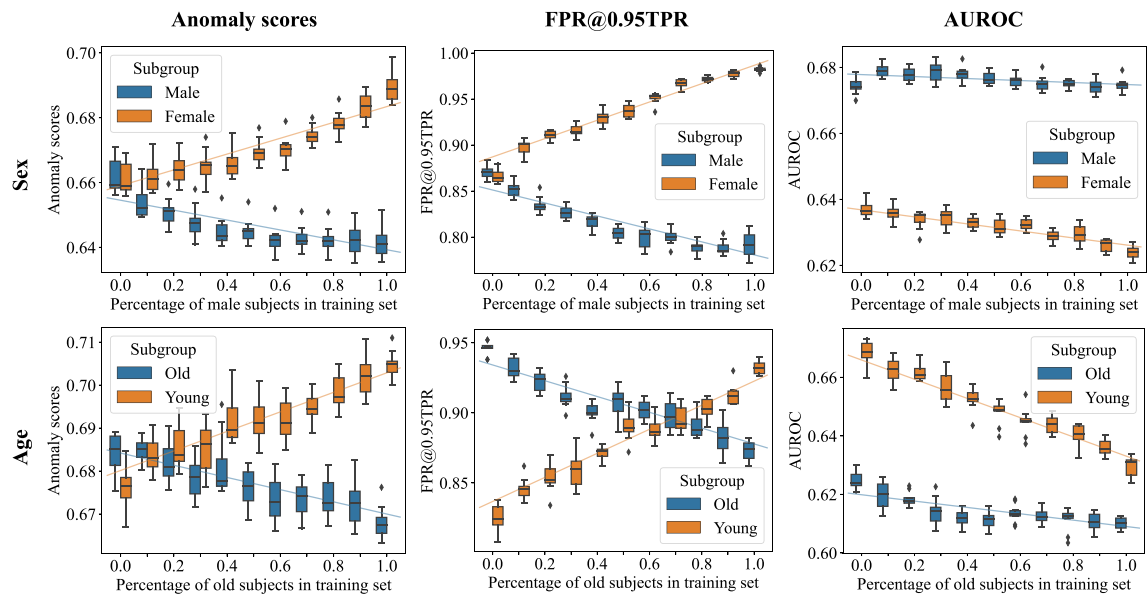 Anomaly scores
FPR@0.95TPR
AUROC
Sex
Anomaly scores
0.70
0.68
0.66
0.64
Subgroup
Male
Female
0.0 0.2 0.4 0.6 0.8 1.0
Percentage of male subjects in training set
FPR@0.95TPR
1.00
0.95
0.90
0.85
0.80
Subgroup
Male
Female
0.0 0.2 0.4 0.6 0.8 1.0
Percentage of male subjects in training set
AUROC
0.68
0.66
0.64
0.62
Subgroup
Male
Female
0.0 0.2 0.4 0.6 0.8 1.0
Percentage of male subjects in training set
Age
Anomaly scores
0.71
0.70
0.69
0.68
0.67
Subgroup
Old
Young
0.0 0.2 0.4 0.6 0.8 1.0
Percentage of old subjects in training set
FPR@0.95TPR
0.95
0.90
0.85
Subgroup
Old
Young
0.0 0.2 0.4 0.6 0.8 1.0
Percentage of old subjects in training set
AUROC
0.66
0.64
0.62
0.60
Subgroup
Old
Young
0.0 0.2 0.4 0.6 0.8 1.0
Percentage of old subjects in training set